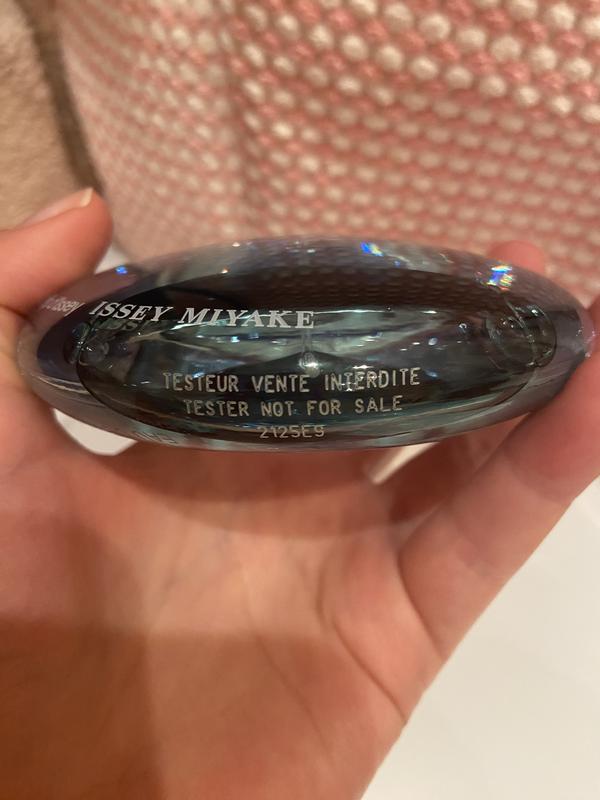 ISSEY MIYAKE
TESTEUR VENTE INTERDITE
TESTER NOT FOR SALE
2125E9